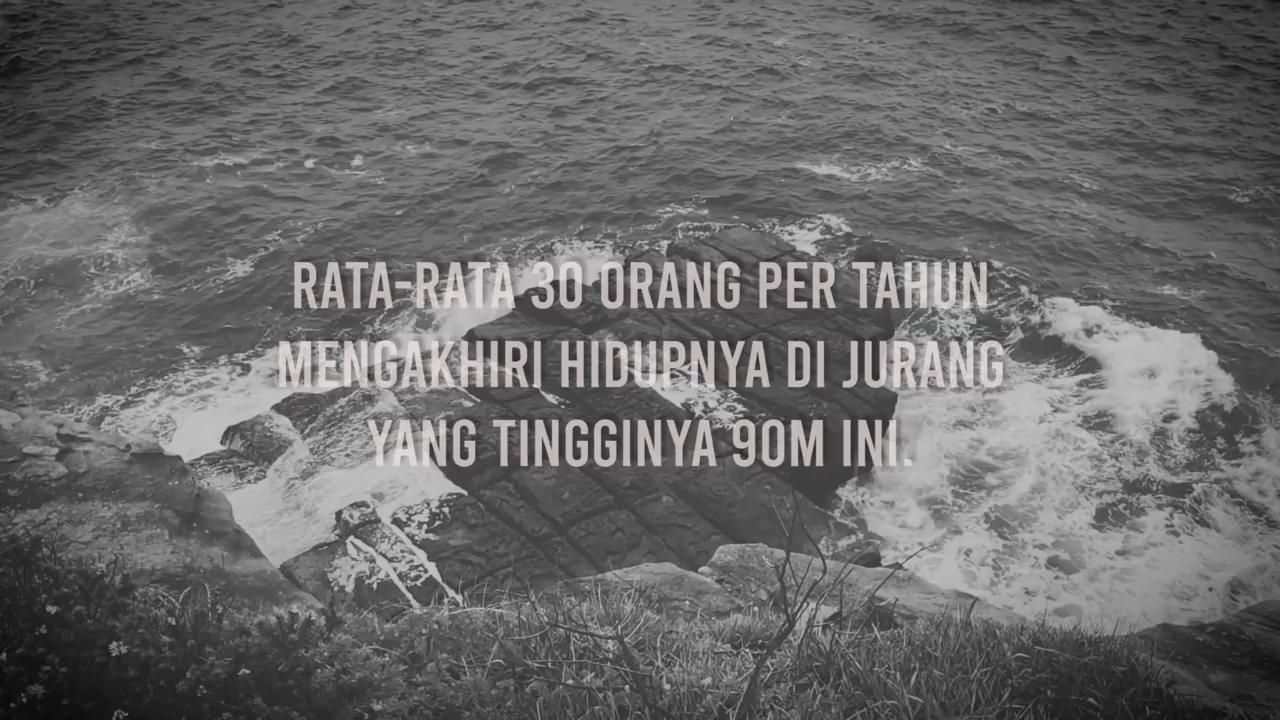 RATA-RATA 30 ORANG PER TAHUN
MENGAKHIRI HIDUPNYA DI JURANG
YANG TINGGINYA 90M INI.